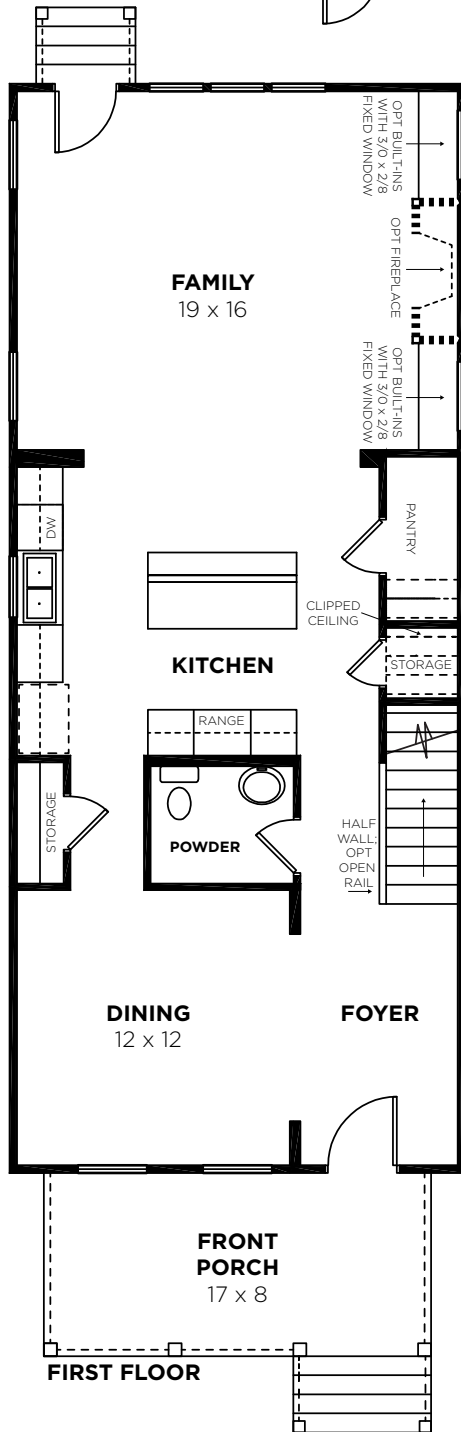 OPT BUILT-INS
WITH 3/0 x 2/8
FIXED WINDOW
OPT FIREPLACE
FAMILY
19 x 16
OPT BUILT-INS
WITH 3/0 x 2/8
FIXED WINDOW
DW
PANTRY
CLIPPED
CEILING
KITCHEN
STORAGE
RANGE
STORAGE
POWDER
HALF
WALL;
OPT
OPEN
RAIL
DINING
12 x 12
FOYER
FRONT
PORCH
17 x 8
FIRST FLOOR